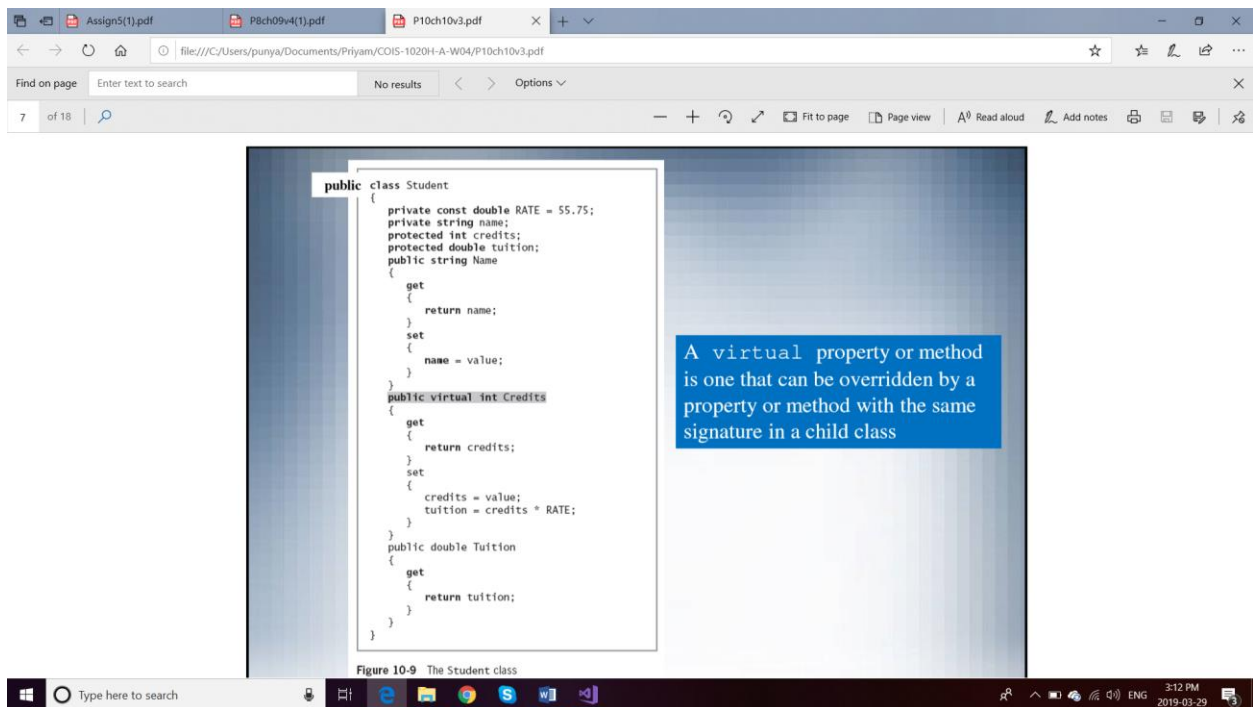 Assign5(1).pdf
P8ch09v4(1).pdf
P10ch10v3.pdf
file:///C:/Users/punya/Documents/Priyam/COIS-1020H-A-W04/P10ch10v3.pdf
Find on page
Enter text to search
No results
Options
7 of 18
Fit to page
Page view
Read aloud
Add notes
public class Student
{
private const double RATE = 55.75;
private string name;
protected int credits;
protected double tuition;
public string Name
{
get
{
return name;
}
set
{
name = value;
}
}
public virtual int Credits
{
get
{
return credits;
}
set
{
credits = value;
tuition = credits * RATE;
}
}
public double Tuition
{
get
{
return tuition;
}
}
}
Figure 10-9 The Student class
A virtual property or method
is one that can be overridden by a
property or method with the same
signature in a child class
Type here to search
ENG
3:12 PM
2019-03-29
3